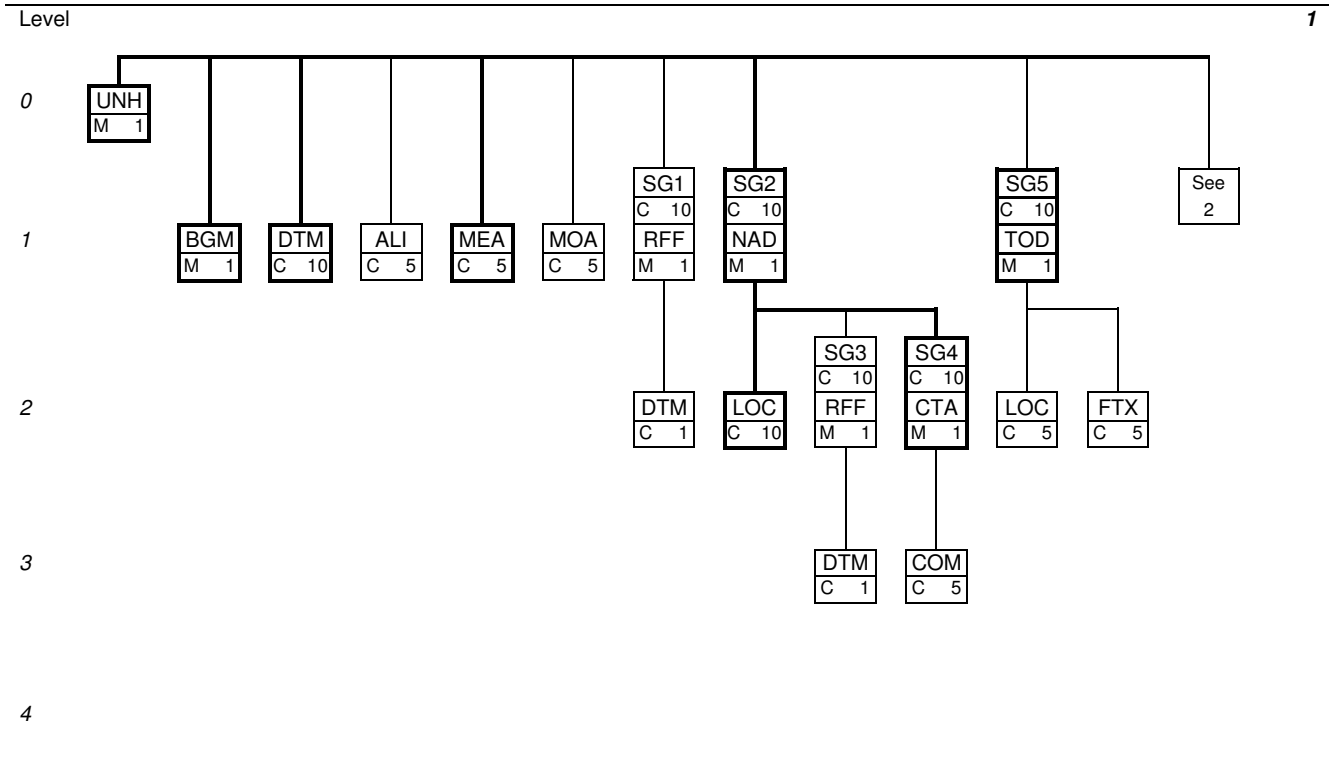 Level 1
0
UNH
M 1
SG1 SG2 SG5 See
C 10 C 10 C 10 2
1
BGM DTM ALI MEA MOA RFF NAD TOD
M 1 C 10 C 5 C 5 C 5 M 1 M 1 M 1
SG3 SG4
C 10 C 10
2
DTM LOC RFF CTA LOC FTX
C 1 C 10 M 1 M 1 C 5 C 5
3
DTM COM
C 1 C 5
4